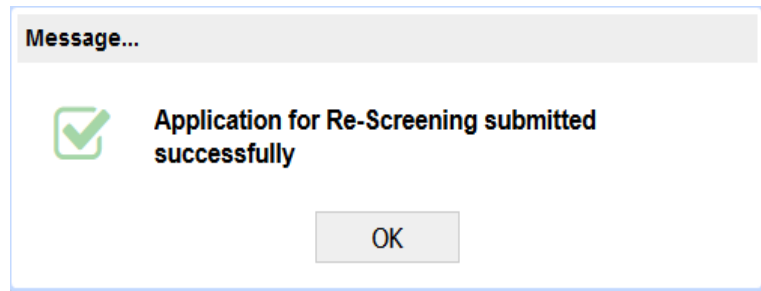 Message...
Application for Re-Screening submitted
successfully
OK